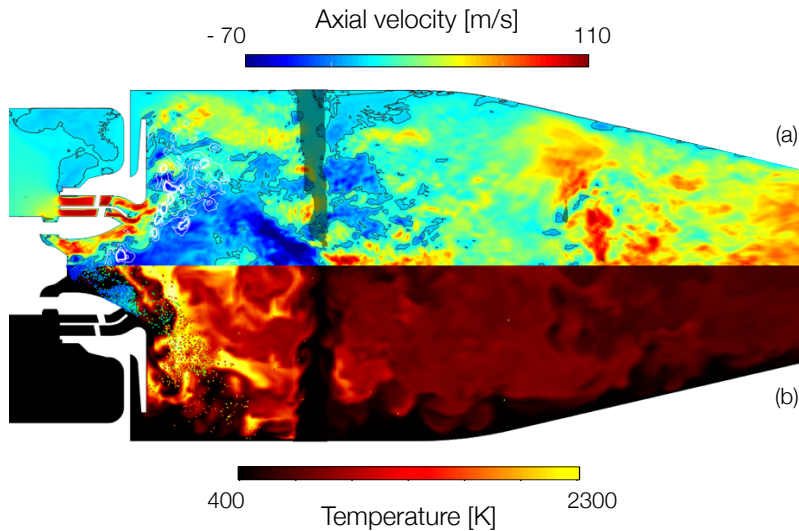 Axial velocity [m/s]
- 70 110
(a)
(b)
400 2300
Temperature [K]